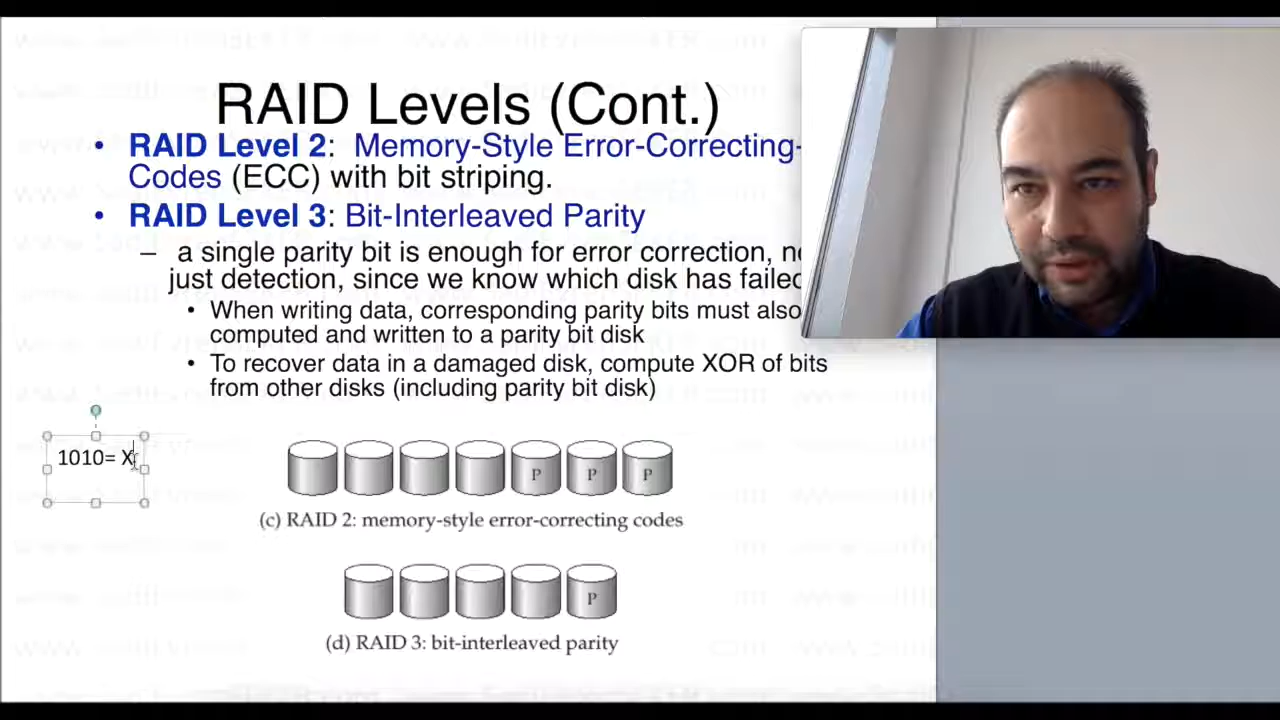 RAID Levels (Cont.)
• RAID Level 2: Memory-Style Error-Correcting-
Codes (ECC) with bit striping.
• RAID Level 3: Bit-Interleaved Parity
– a single parity bit is enough for error correction,
just detection, since we know which disk has failed
• When writing data, corresponding parity bits must also
computed and written to a parity bit disk
• To recover data in a damaged disk, compute XOR of bits
from other disks (including parity bit disk)
1010= X
P P P
(c) RAID 2: memory-style error-correcting codes
P
(d) RAID 3: bit-interleaved parity